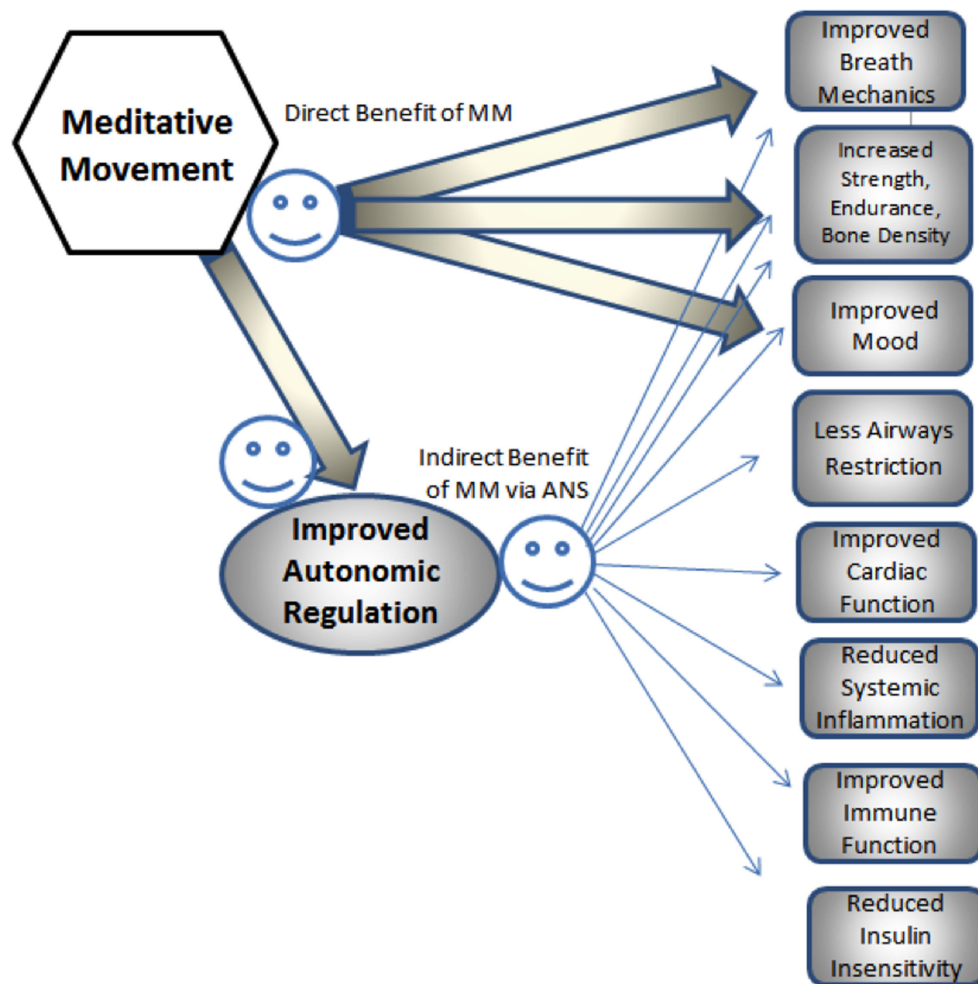 Meditative
Movement
Direct Benefit of MM
Improved
Breath
Mechanics
Increased
Strength,
Endurance,
Bone Density
Improved
Mood
Less Airways
Restriction
Indirect Benefit
of MM via ANS
Improved
Autonomic
Regulation
Improved
Cardiac
Function
Reduced
Systemic
Inflammation
Improved
Immune
Function
Reduced
Insulin
Insensitivity